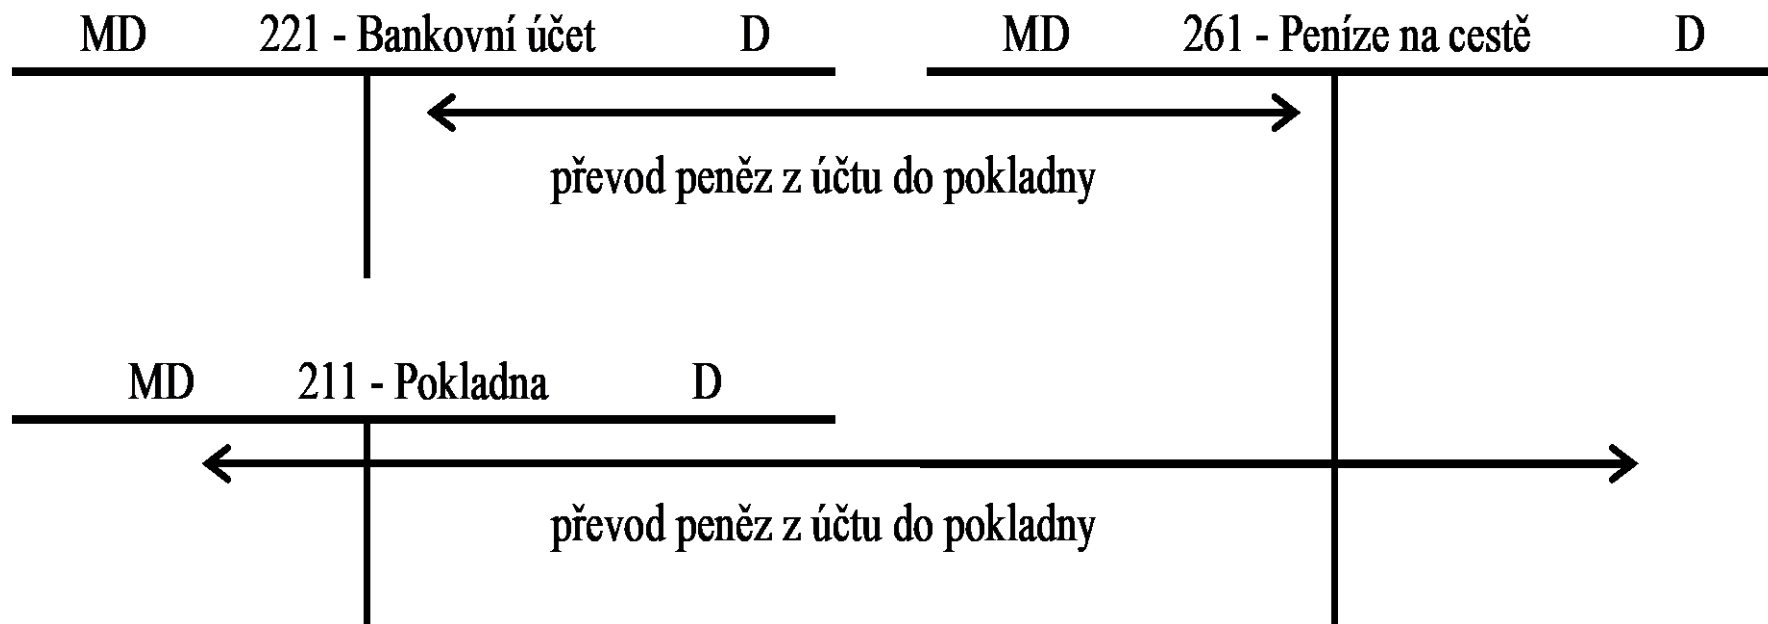 MD 221 - Bankovní účet D MD 261 - Peníze na cestě D
převod peněz z účtu do pokladny
MD 211 - Pokladna D
převod peněz z účtu do pokladny